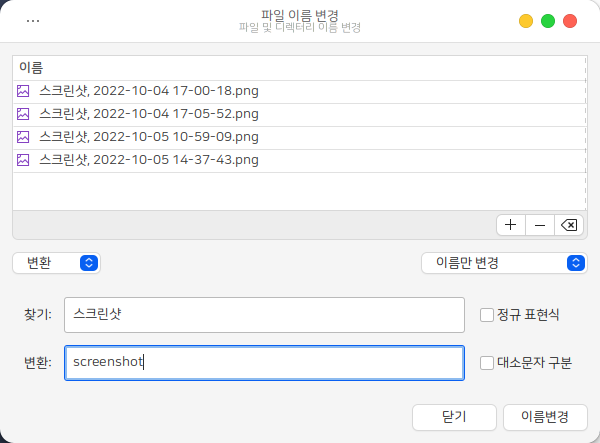 파일 이름 변경
파일 및 디렉터리 이름 변경
이름
스크린샷, 2022-10-04 17-00-18.png
스크린샷, 2022-10-04 17-05-52.png
스크린샷, 2022-10-05 10-59-09.png
스크린샷, 2022-10-05 14-37-43.png
변환 이름만 변경
찾기: 스크린샷 정규 표현식
변환: screenshot 대소문자 구분
닫기 이름변경